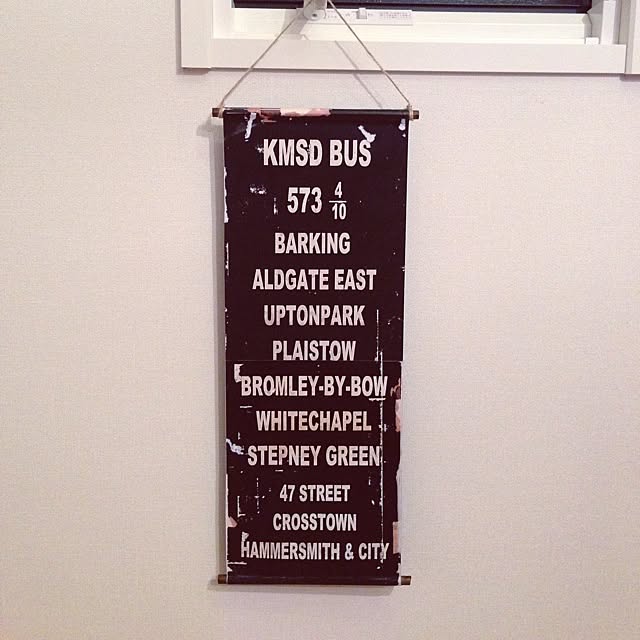 KMSD BUS
573 4/10
BARKING
ALDGATE EAST
UPTONPARK
PLAISTOW
BROMLEY-BY-BOW
WHITECHAPEL
STEPNEY GREEN
47 STREET
CROSSTOWN
HAMMERSMITH & CITY